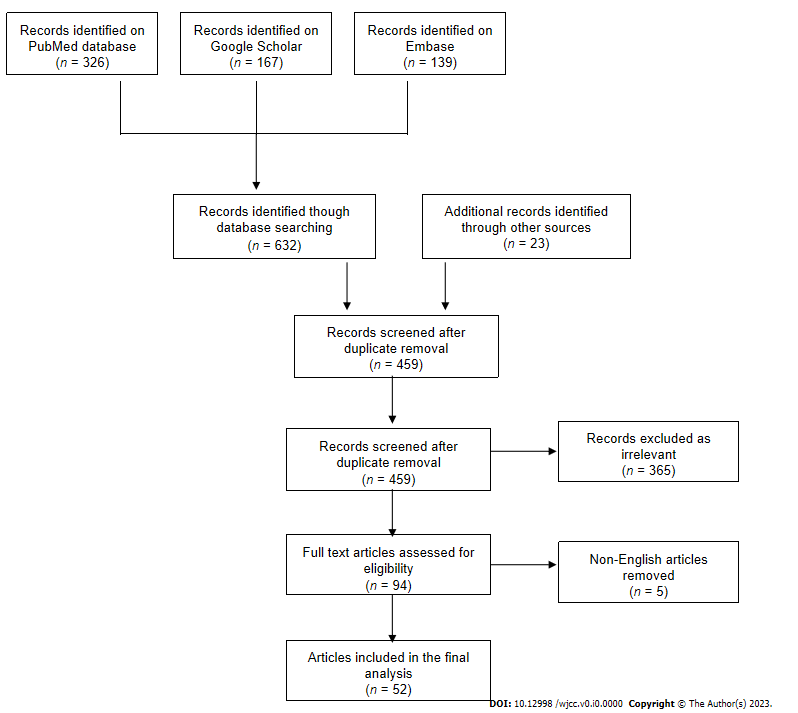 Records identified on
PubMed database
(n = 326)
Records identified on
Google Scholar
(n = 167)
Records identified on
Embase
(n = 139)
Records identified though
database searching
(n = 632)
Additional records identified
through other sources
(n = 23)
Records screened after
duplicate removal
(n = 459)
Records screened after
duplicate removal
(n = 459)
Records excluded as
irrelevant
(n = 365)
Full text articles assessed for
eligibility
(n = 94)
Non-English articles
removed
(n = 5)
Articles included in the final
analysis
(n = 52)
DOI: 10.12998 /wjcc.v0.i0.0000 Copyright © The Author(s) 2023.